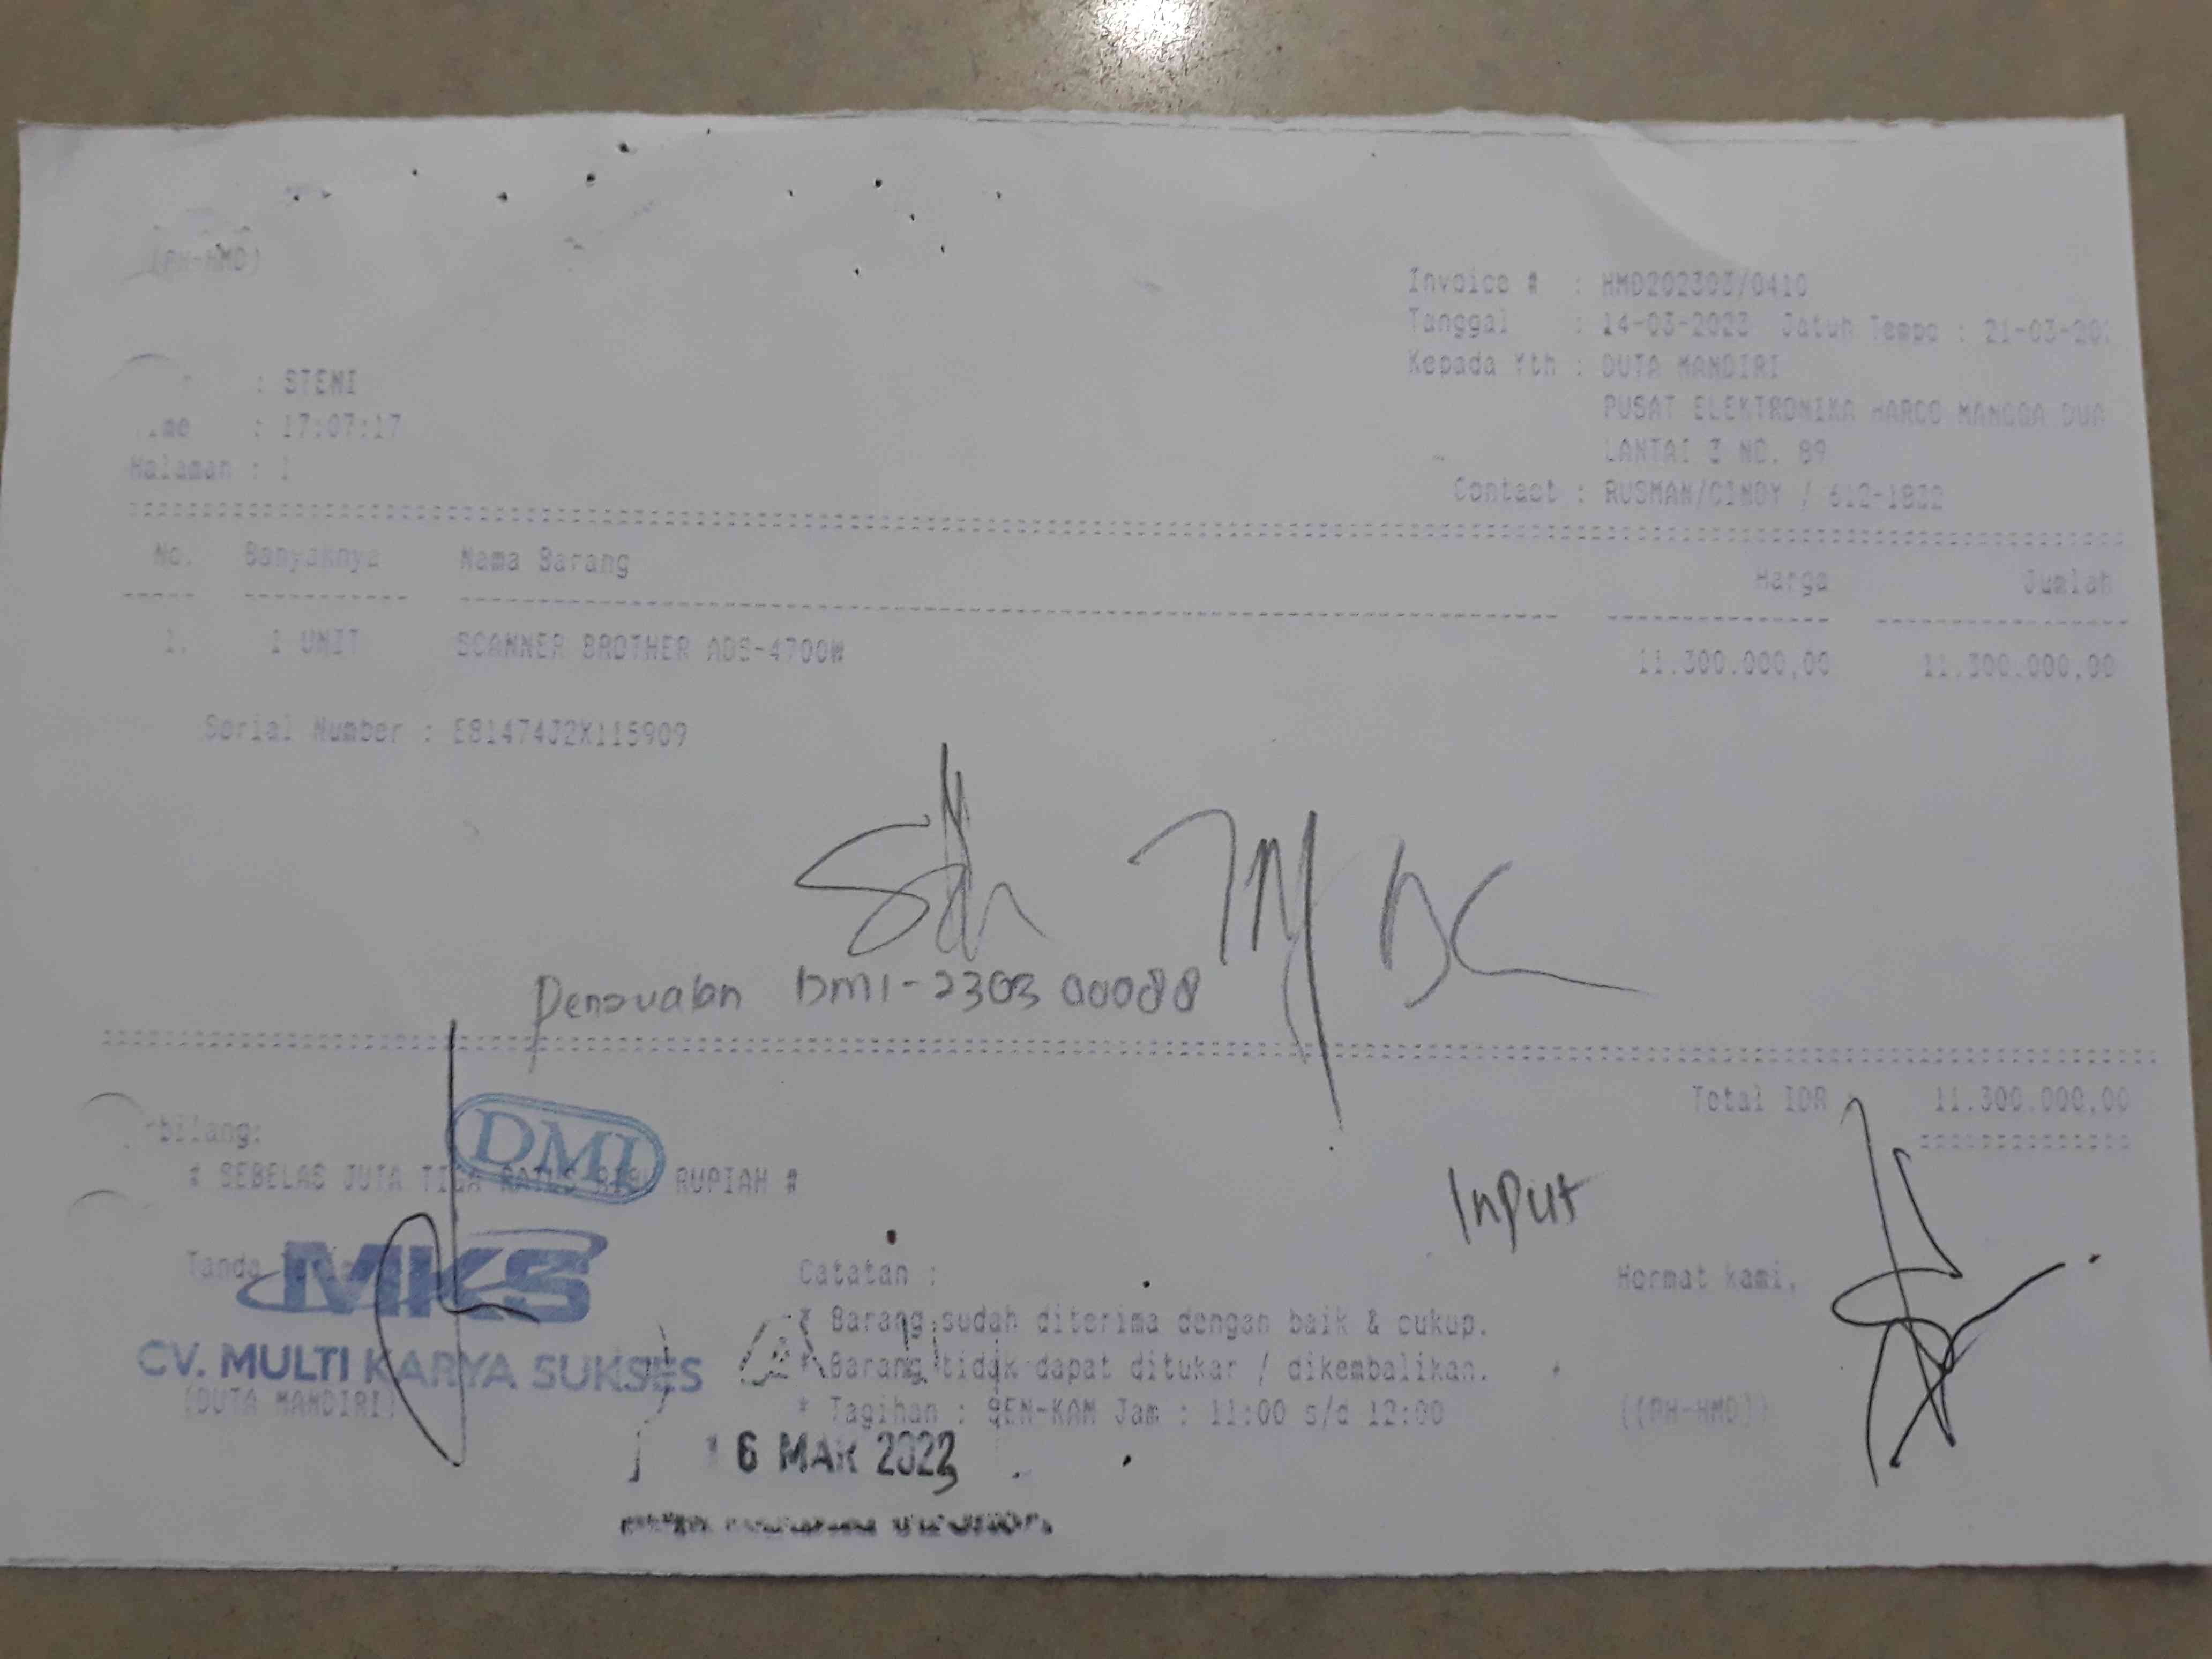 (PH-HMD)
Invoice # : HMD202303/0410
Tanggal : 14-03-2023 Jatuh Tempo : 21-03-20
Kepada Yth : DUTA MANDIRI
: STENI
PUSAT ELEKTRONIKA HARCO MANGGA DUA
me : 17:07:17
LANTAI 3 NO. 89
Halaman : 1
Contact : RUSMAN/CINDY / 612-1832
No. Banyaknya Nama Barang Harga Jumlah
1. 1 UNIT SCANNER BROTHER ADS-4700W 11.300.000,00 11.300.000,00
Serial Number : E81474J2X115909
Penjualan DMI-2303 00088
Total IDR 11.300.000,00
bilang:
DMI
# SEBELAS JUTA TIGA RATUS RIBU RUPIAH #
Input
Tanda
MKS
Catatan :
Hormat kami,
* Barang sudah diterima dengan baik & cukup.
CV. MULTI KARYA SUKSES
* Barang tidak dapat ditukar / dikembalikan.
(DUTA MANDIRI)
* Tagihan : SEN-KAM Jam : 11:00 s/d 12:00
((PH-HMD))
16 MAR 2023